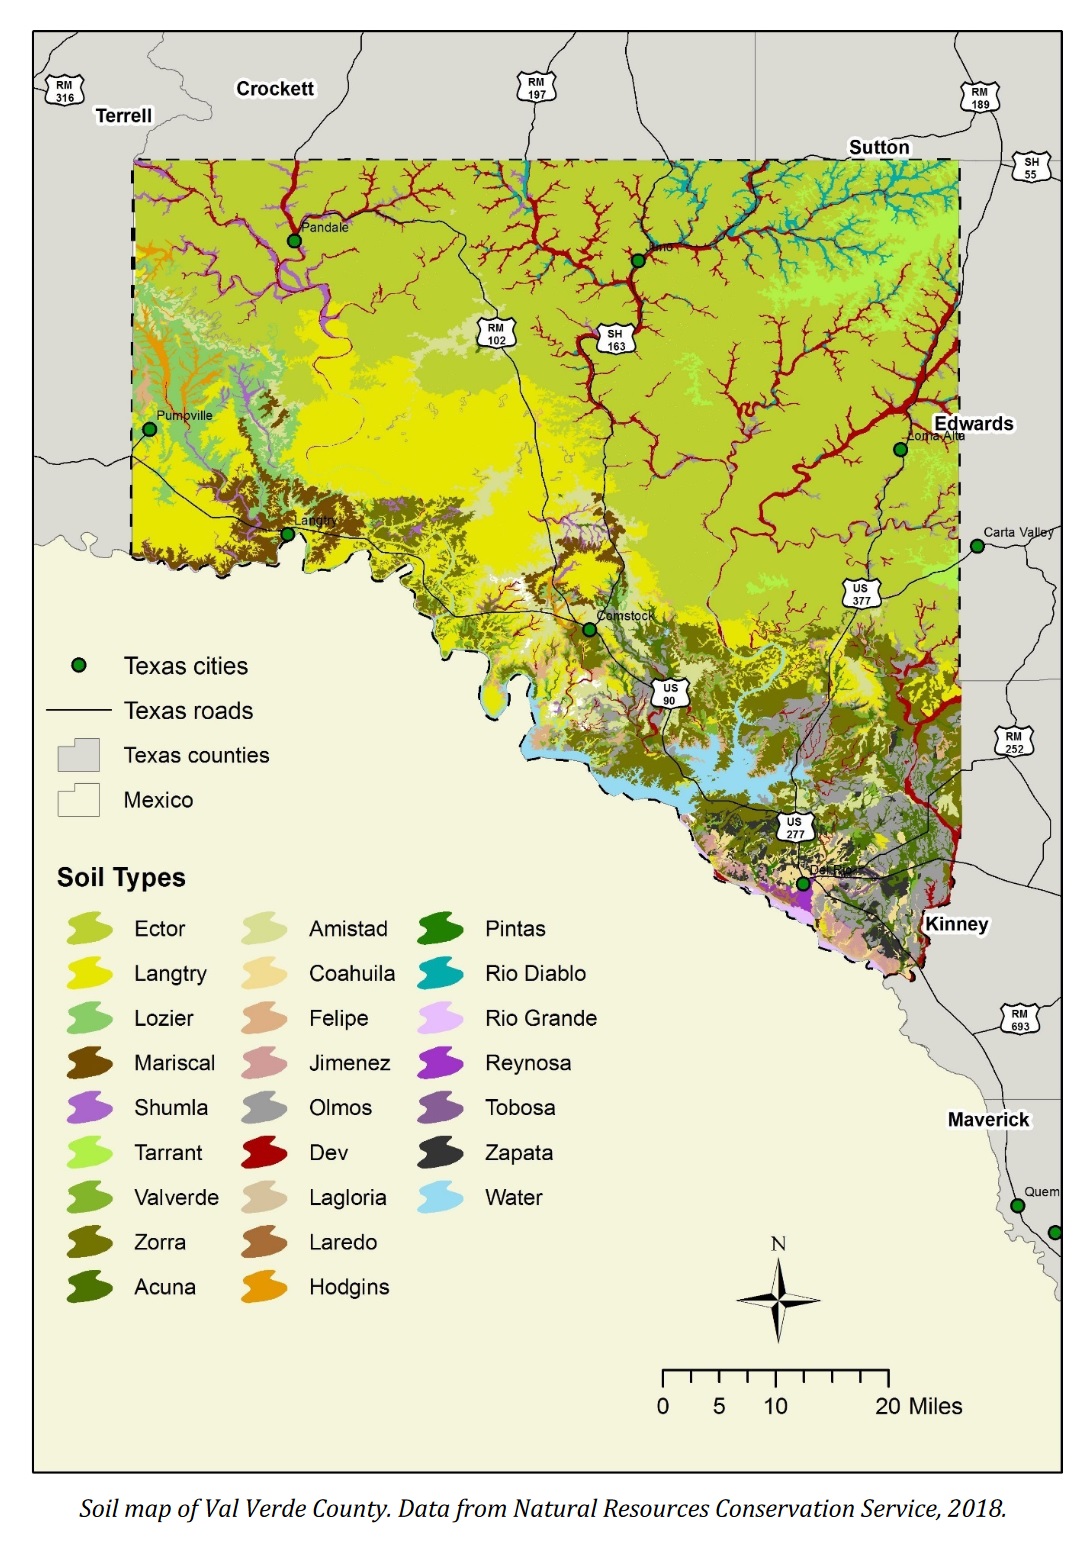 RM
316
Crockett
RM
197
RM
189
Terrell
Sutton
SH
55
Pandale
RM
102
SH
163
Pumpville
Edwards
Loma Alta
Langtry
Carta Valley
US
377
Comstock
US
90
RM
252
US
277
Del Rio
Kinney
RM
693
Maverick
Quem
Texas cities
Texas roads
Texas counties
Mexico
Soil Types
Ector
Langtry
Lozier
Mariscal
Shumla
Tarrant
Valverde
Zorra
Acuna
Amistad
Coahuila
Felipe
Jimenez
Olmos
Dev
Lagloria
Laredo
Hodgins
Pintas
Rio Diablo
Rio Grande
Reynosa
Tobosa
Zapata
Water
N
0 5 10 20 Miles
Soil map of Val Verde County. Data from Natural Resources Conservation Service, 2018.